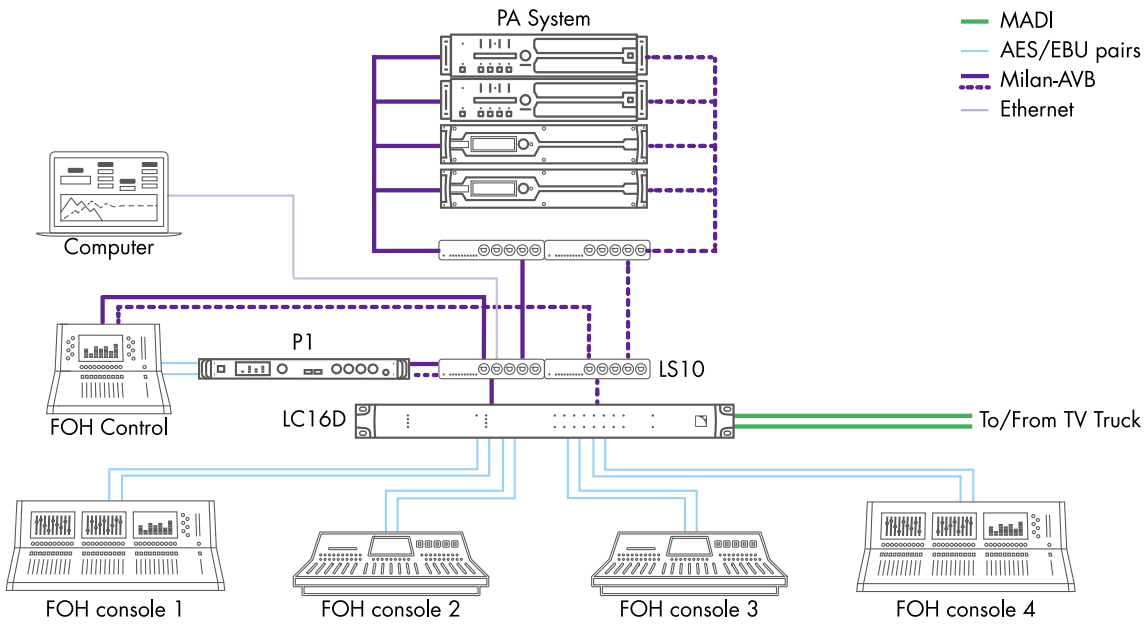 PA System
MADI
AES/EBU pairs
Milan-AVB
Ethernet
Computer
P1
LS10
FOH Control
LC16D
To/From TV Truck
FOH console 1
FOH console 2
FOH console 3
FOH console 4